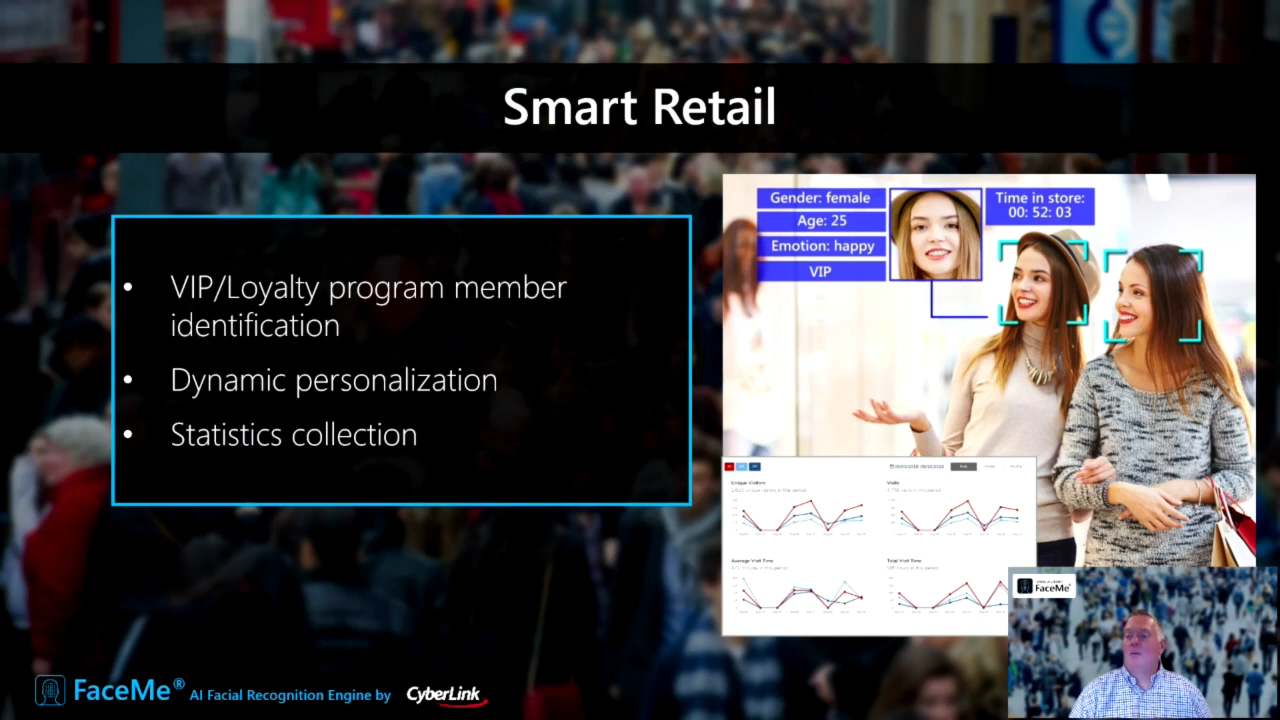 Smart Retail
• VIP/Loyalty program member
identification
• Dynamic personalization
• Statistics collection
Gender: female
Age: 25
Emotion: happy
VIP
Time in store:
00: 52: 03
Unique Visitors
Visits
Average Visit Time
Total Visit Time
FaceMe®
FaceMe® AI Facial Recognition Engine by CyberLink